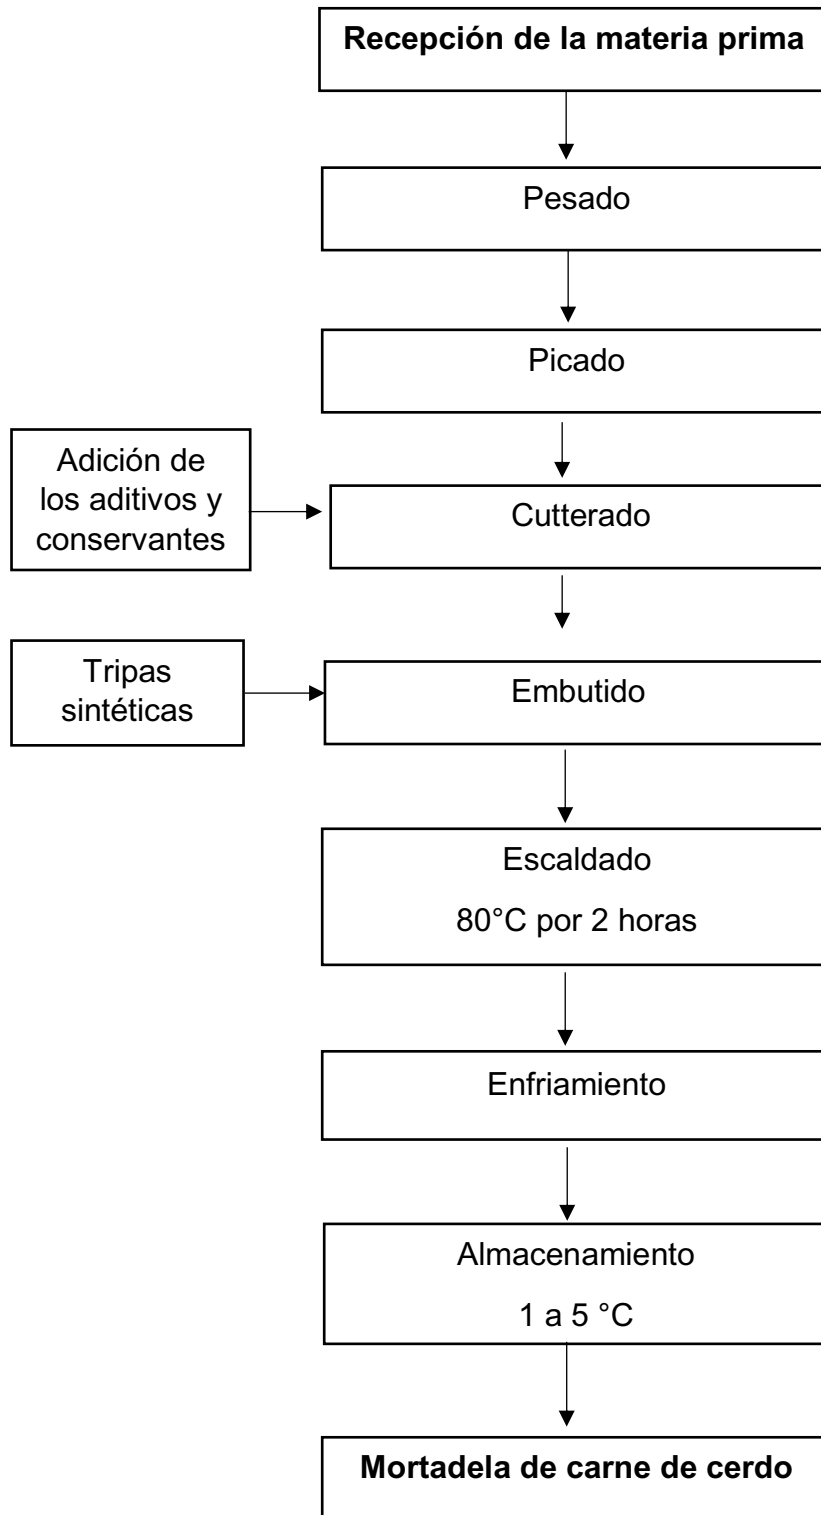 Recepción de la materia prima
Pesado
Picado
Adición de
los aditivos y
conservantes
Cutterado
Tripas
sintéticas
Embutido
Escaldado
80°C por 2 horas
Enfriamiento
Almacenamiento
1 a 5 °C
Mortadela de carne de cerdo